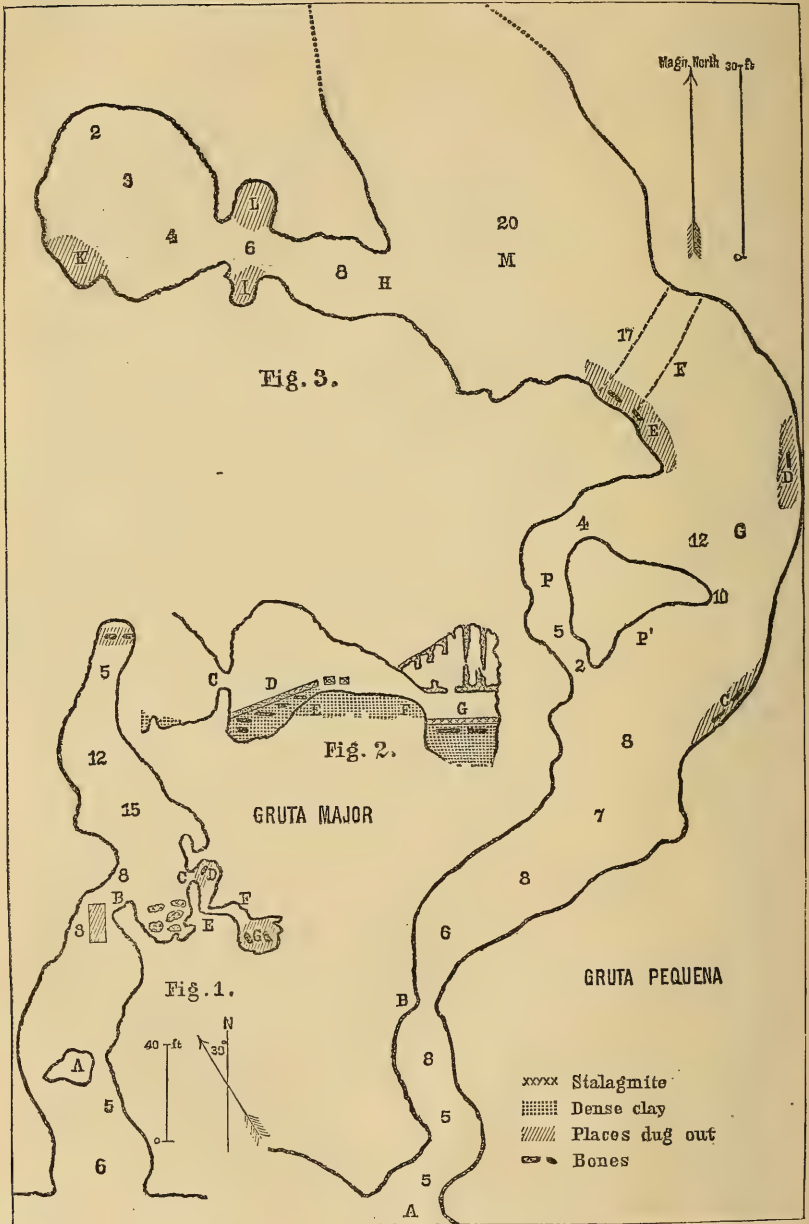 Magn. North 30 ft
0
2
3
4
K
L
6
L
8
H
20
M
Fig. 3.
17
F
E
D
4
12
G
P
10
5
P'
2
C
8
7
8
6
B
8
5
5
A
GRUTA PEQUENA
C
D
E
F
G
Fig. 2.
GRUTA MAJOR
5
12
15
8
C
D
B
F
S
E
G
Fig. 1.
A
5
6
40 ft
0
N
30°
xxxxx Stalagmite
Dense clay
Places dug out
Bones